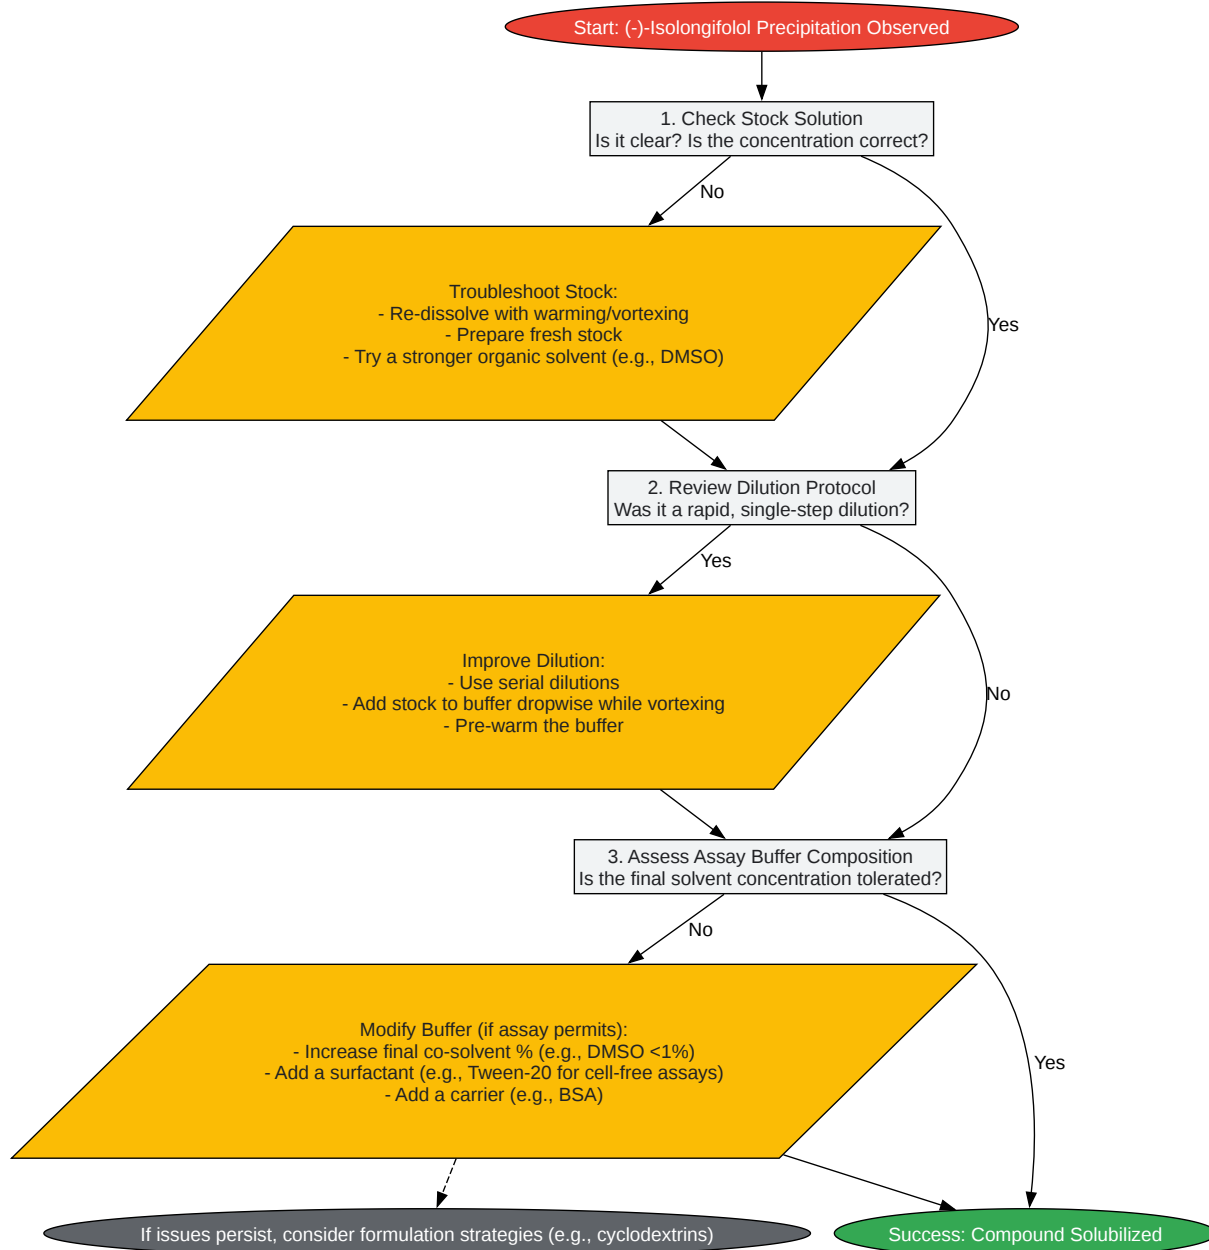 Start: (-)-Isolongifolol Precipitation Observed
1. Check Stock Solution
Is it clear? Is the concentration correct?
No
Troubleshoot Stock:
- Re-dissolve with warming/vortexing
- Prepare fresh stock
- Try a stronger organic solvent (e.g., DMSO)
Yes
2. Review Dilution Protocol
Was it a rapid, single-step dilution?
Yes
Improve Dilution:
- Use serial dilutions
- Add stock to buffer dropwise while vortexing
- Pre-warm the buffer
No
3. Assess Assay Buffer Composition
Is the final solvent concentration tolerated?
No
Modify Buffer (if assay permits):
- Increase final co-solvent % (e.g., DMSO <1%)
- Add a surfactant (e.g., Tween-20 for cell-free assays)
- Add a carrier (e.g., BSA)
Yes
If issues persist, consider formulation strategies (e.g., cyclodextrins)
Success: Compound Solubilized